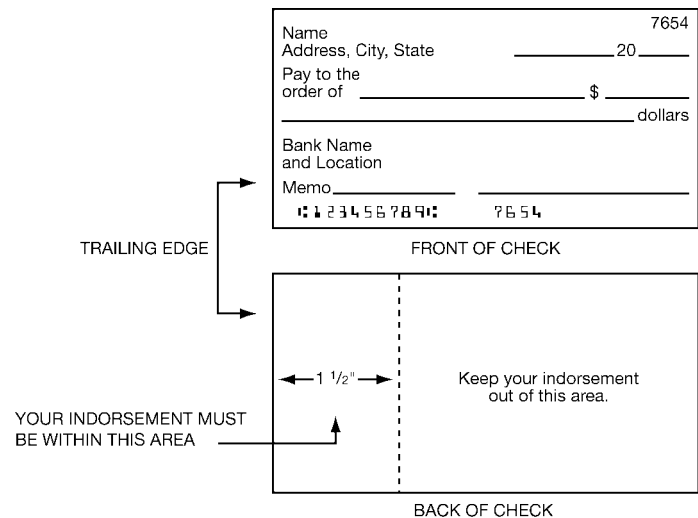 7654
Name
Address, City, State 20
Pay to the
order of $
dollars
Bank Name
and Location
Memo
⑆123456789⑆ 7654
FRONT OF CHECK
TRAILING EDGE
1 1/2"
Keep your indorsement
out of this area.
YOUR INDORSEMENT MUST
BE WITHIN THIS AREA
BACK OF CHECK